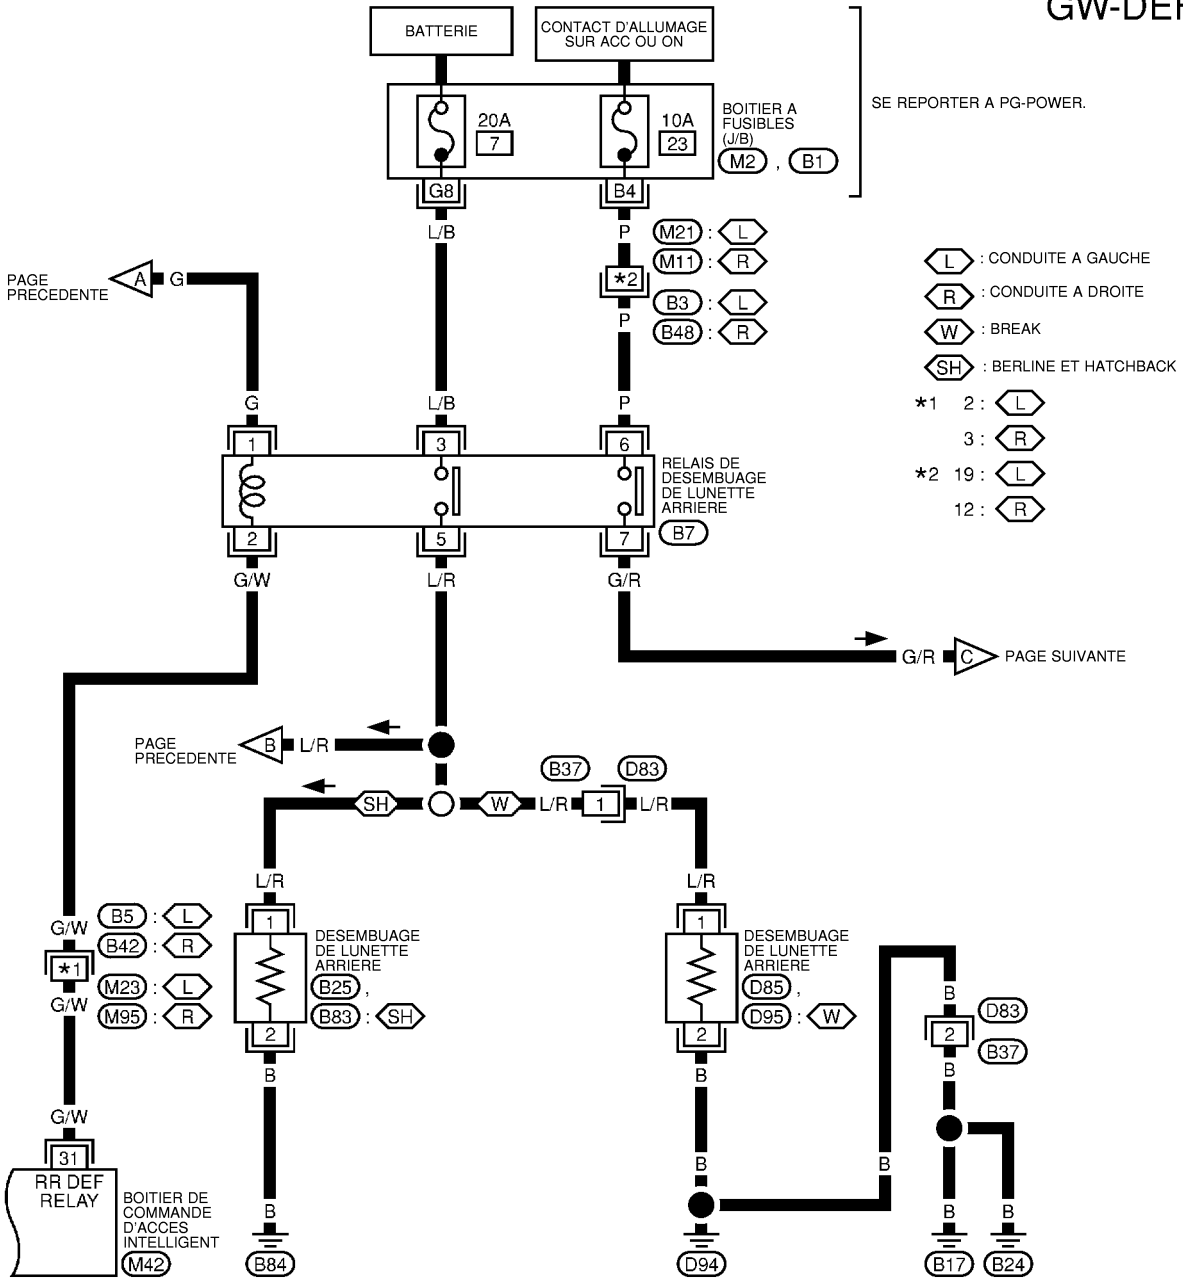 GW-DEF
BATTERIE
CONTACT D'ALLUMAGE
SUR ACC OU ON
20A
7
10A
23
BOITIER A
FUSIBLES
(J/B)
M2 , B1
SE REPORTER A PG-POWER.
G8
B4
L/B
P
M21 : L
M11 : R
*2
B3 : L
B48 : R
P
PAGE
PRECEDENTE
A
G
L : CONDUITE A GAUCHE
R : CONDUITE A DROITE
W : BREAK
SH : BERLINE ET HATCHBACK
*1 2 : L
3 : R
*2 19 : L
12 : R
G
L/B
P
1
3
6
RELAIS DE
DESEMBUAGE
DE LUNETTE
ARRIERE
B7
2
5
7
G/W
L/R
G/R
G/R
C
PAGE SUIVANTE
PAGE
PRECEDENTE
B
L/R
B37
D83
SH
W
L/R
1
L/R
L/R
L/R
G/W
B5 : L
B42 : R
*1
M23 : L
M95 : R
G/W
1
DESEMBUAGE
DE LUNETTE
ARRIERE
B25 ,
B83 : SH
2
1
DESEMBUAGE
DE LUNETTE
ARRIERE
D85 ,
D95 : W
2
B
D83
2
B37
B
B
B
G/W
31
RR DEF
RELAY
BOITIER DE
COMMANDE
D'ACCES
INTELLIGENT
M42
B
B84
B
D94
B
B
B17
B
B24